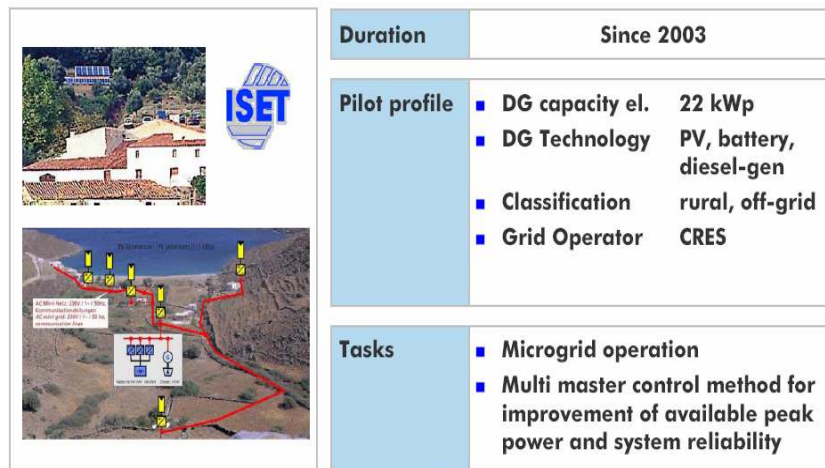 ISET
AC Mini Netz: 230V / 1~ / 50Hz,
Kommunikationsleitungen
AC mini grid: 230V / 1~ / 50 Hz,
communication lines
Duration
Since 2003
Pilot profile
■ DG capacity el. 22 kWp
■ DG Technology PV, battery,
diesel-gen
■ Classification rural, off-grid
■ Grid Operator CRES
Tasks
■ Microgrid operation
■ Multi master control method for
improvement of available peak
power and system reliability